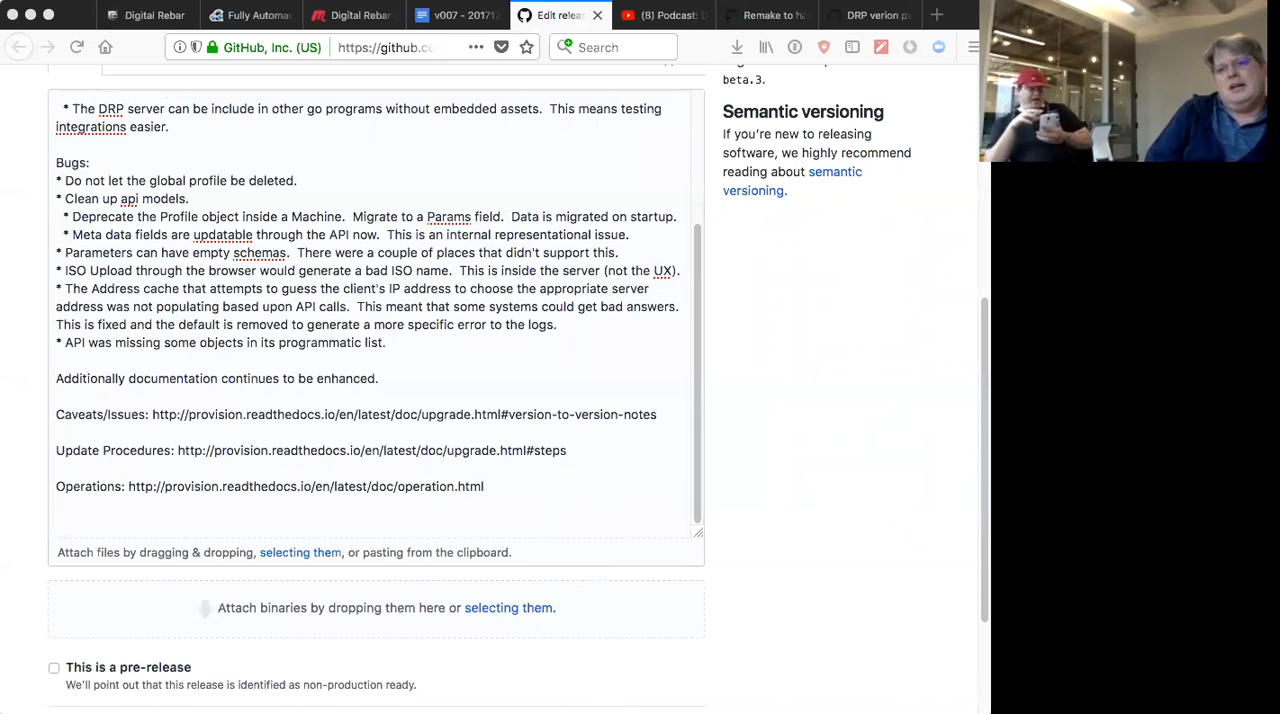 Digital Rebar
Fully Automa
Digital Rebar
v007 - 201712
Edit relea
(8) Podcast: D
Remake to ha
DRP verion pl
GitHub, Inc. (US)
https://github.c
Search
beta.3.
* The DRP server can be include in other go programs without embedded assets.  This means testing
integrations easier.
Semantic versioning
If you're new to releasing
software, we highly recommend
reading about semantic
versioning.
Bugs:
* Do not let the global profile be deleted.
* Clean up api models.
* Deprecate the Profile object inside a Machine.  Migrate to a Params field.  Data is migrated on startup.
* Meta data fields are updatable through the API now.  This is an internal representational issue.
* Parameters can have empty schemas.  There were a couple of places that didn't support this.
* ISO Upload through the browser would generate a bad ISO name.  This is inside the server (not the UX).
* The Address cache that attempts to guess the client's IP address to choose the appropriate server
address was not populating based upon API calls.  This meant that some systems could get bad answers.
This is fixed and the default is removed to generate a more specific error to the logs.
* API was missing some objects in its programmatic list.
Additionally documentation continues to be enhanced.
Caveats/Issues: http://provision.readthedocs.io/en/latest/doc/upgrade.html#version-to-version-notes
Update Procedures: http://provision.readthedocs.io/en/latest/doc/upgrade.html#steps
Operations: http://provision.readthedocs.io/en/latest/doc/operation.html
Attach files by dragging & dropping, selecting them, or pasting from the clipboard.
Attach binaries by dropping them here or selecting them.
This is a pre-release
We'll point out that this release is identified as non-production ready.